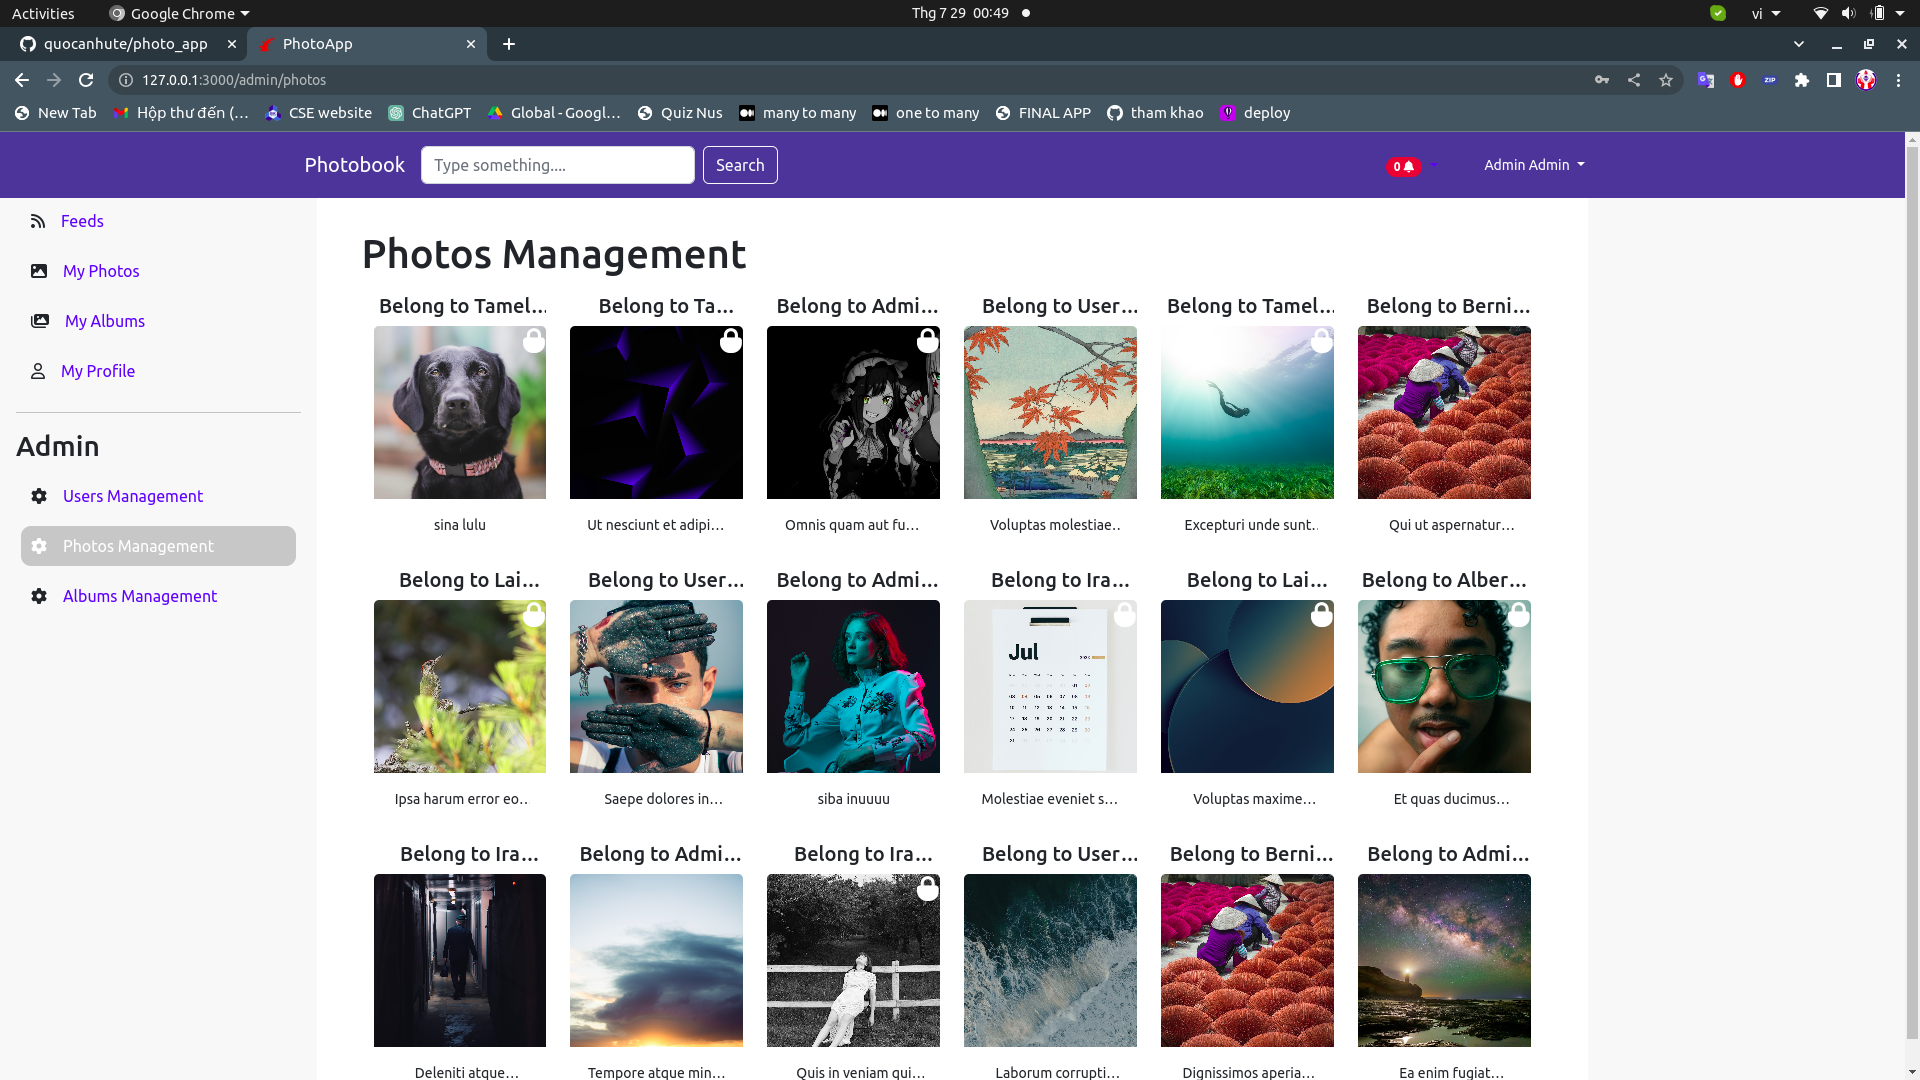 Activities Google Chrome Thg 7 29 00:49 vi
quocanhute/photo_app PhotoApp
127.0.0.1:3000/admin/photos ZIP
New Tab Hộp thư đến (… CSE website ChatGPT Global - Googl… Quiz Nus many to many one to many FINAL APP tham khao deploy
Photobook Type something.... Search 0 Admin Admin
Feeds
My Photos
My Albums
My Profile
Admin
Users Management
Photos Management
Albums Management
Photos Management
Belong to Tamel… Belong to Ta… Belong to Admi… Belong to User… Belong to Tamel… Belong to Berni…
sina lulu Ut nesciunt et adipi… Omnis quam aut fu… Voluptas molestiae… Excepturi unde sunt… Qui ut aspernatur…
Belong to Lai… Belong to User… Belong to Admi… Belong to Ira… Belong to Lai… Belong to Alber…
Jul
Ipsa harum error eo… Saepe dolores in… siba inuuuu Molestiae eveniet s… Voluptas maxime… Et quas ducimus…
Belong to Ira… Belong to Admi… Belong to Ira… Belong to User… Belong to Berni… Belong to Admi…
Deleniti atque… Tempore atque min… Quis in veniam qui… Laborum corrupti… Dignissimos aperia… Ea enim fugiat…